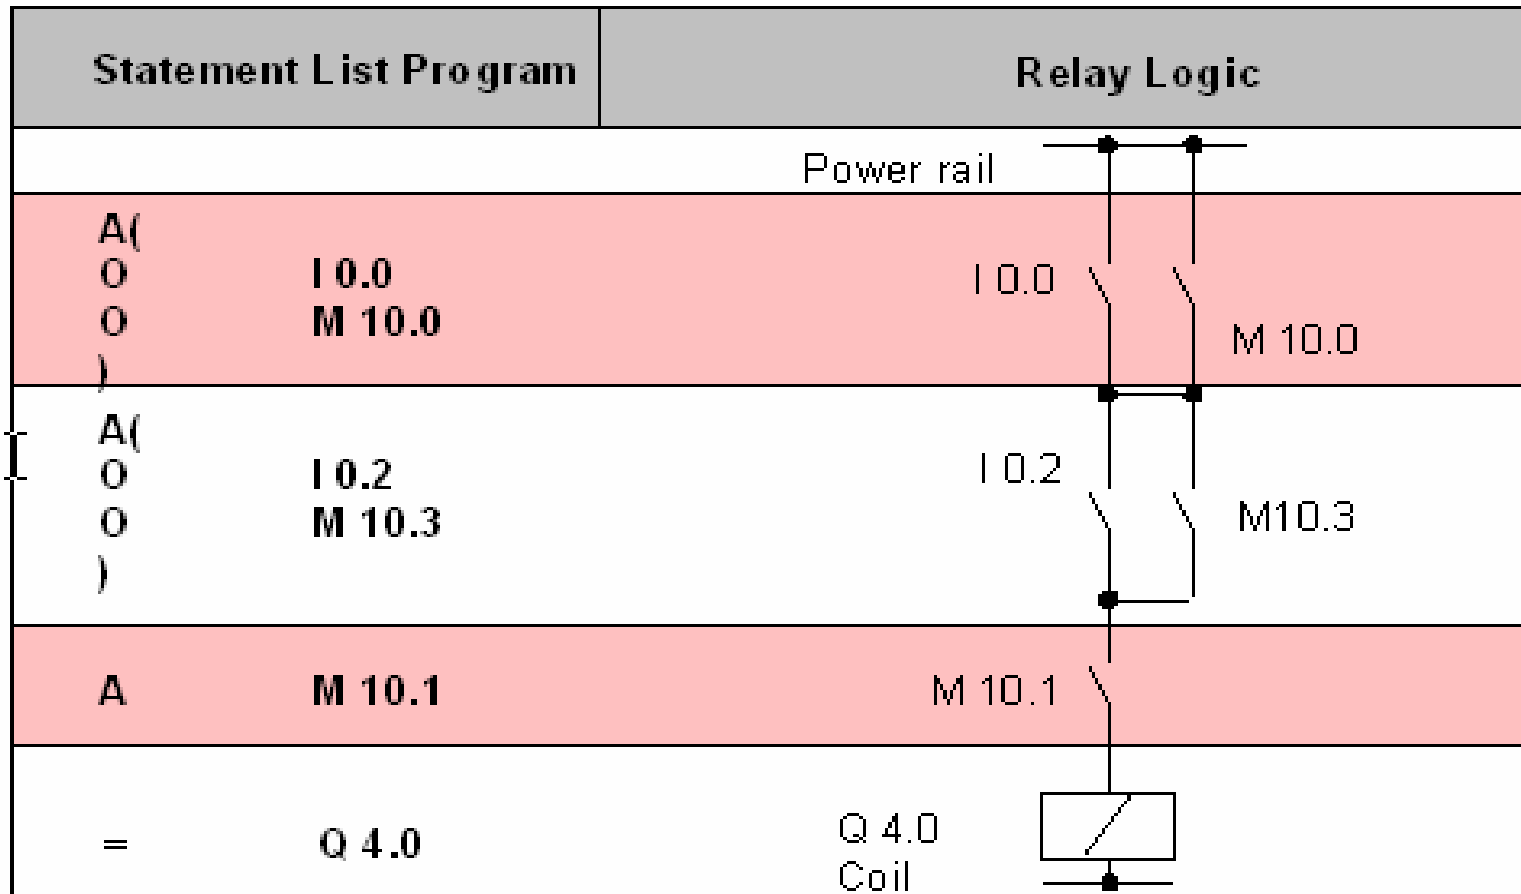 Statement List Program Relay Logic
Power rail
A(
O I 0.0 I 0.0
O M 10.0 M 10.0
)
A(
O I 0.2 I 0.2
O M 10.3 M10.3
)
A M 10.1 M 10.1
= Q 4.0 Q 4.0
Coil